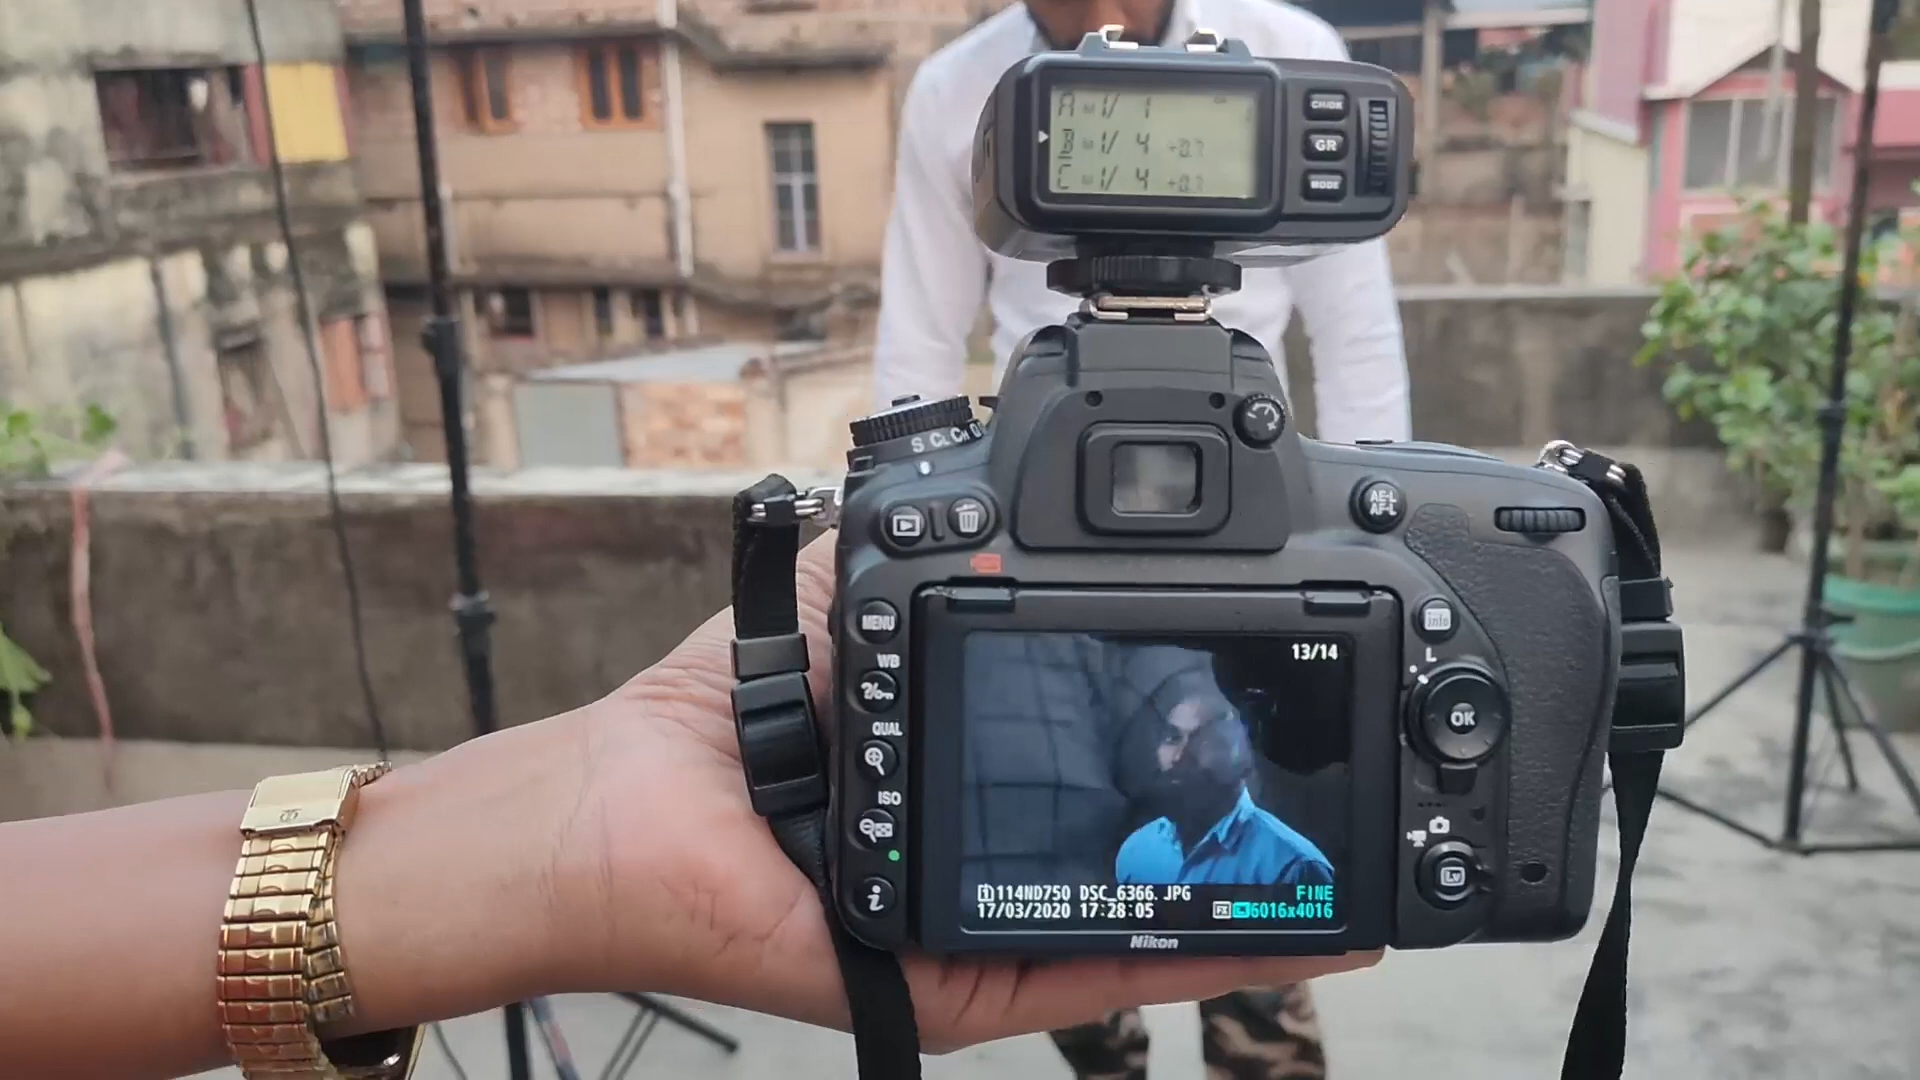 A M 1/ 1
B M 1/ 4 +0.7
C M 1/ 4 +0.7
CH/OK
GR
MODE
S CL CH Q
AE-L
AF-L
MENU
WB
QUAL
ISO
i
info
L
OK
Lv
13/14
114ND750 DSC_6366.JPG FINE
17/03/2020 17:28:05 FX L 6016x4016
Nikon